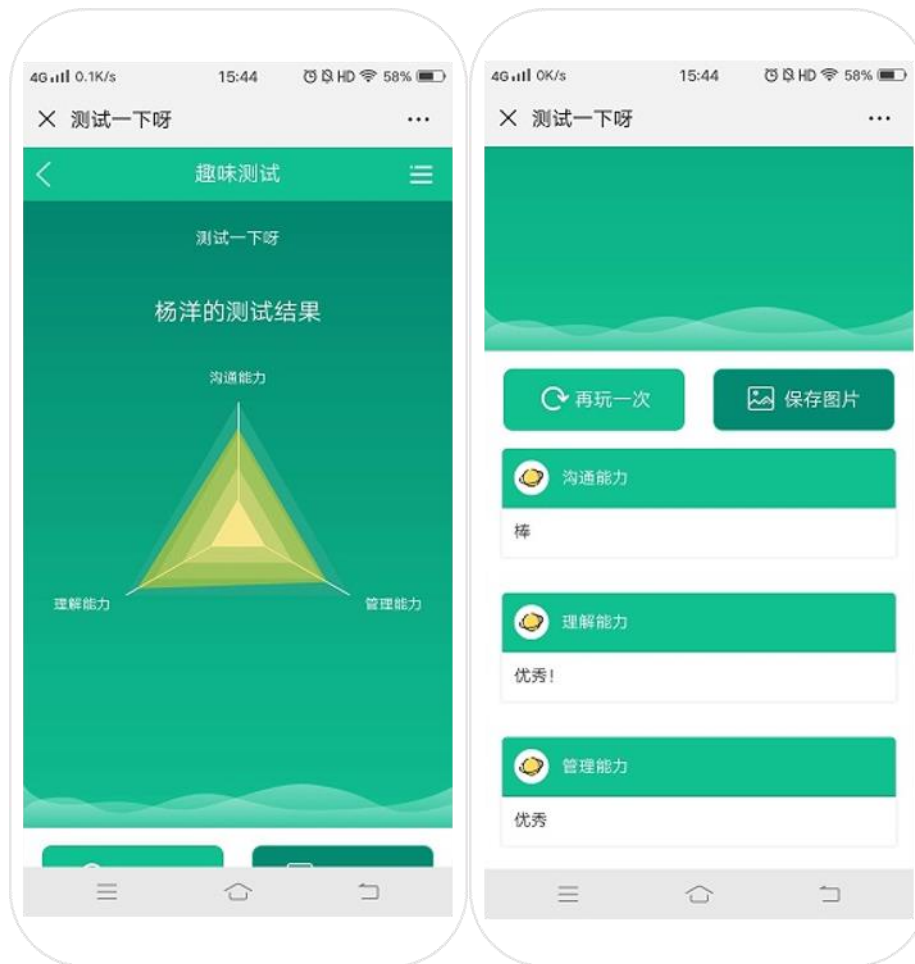 4G 0.1K/s 15:44 HD 58%
测试一下呀
趣味测试
测试一下呀
杨洋的测试结果
沟通能力
理解能力
管理能力
4G 0K/s 15:44 HD 58%
测试一下呀
再玩一次 保存图片
沟通能力
棒
理解能力
优秀！
管理能力
优秀